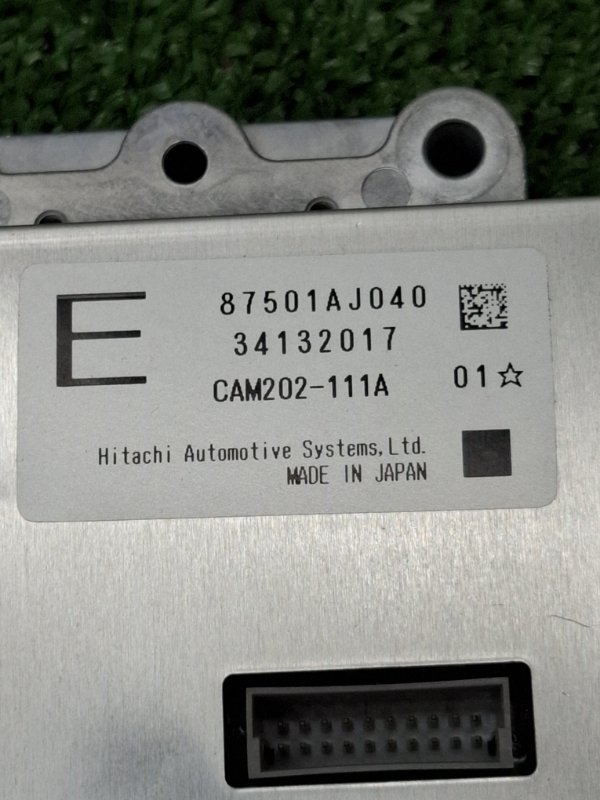 E
87501AJ040
34132017
CAM202-111A 01☆
Hitachi Automotive Systems,Ltd.
MADE IN JAPAN